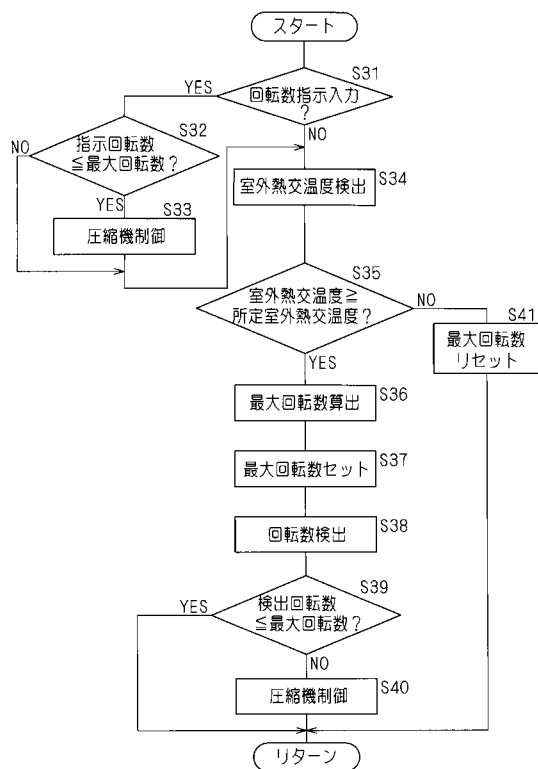 スタート
S31
YES
回転数指示入力
?
NO
S32
指示回転数
≦最大回転数?
NO
YES
S33
圧縮機制御
S34
室外熱交温度検出
S35
室外熱交温度≧
所定室外熱交温度?
NO
S41
最大回転数
リセット
YES
最大回転数算出
S36
最大回転数セット
S37
回転数検出
S38
S39
YES
検出回転数
≦最大回転数?
NO
圧縮機制御
S40
リターン